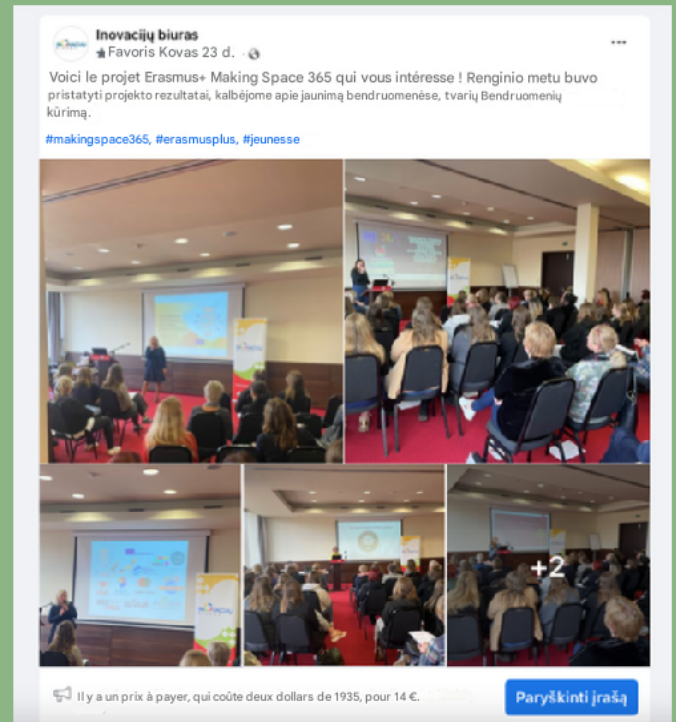 Inovacijų biuras
Favoris Kovas 23 d.
Voici le projet Erasmus+ Making Space 365 qui vous intéresse ! Renginio metu buvo
pristatyti projekto rezultatai, kalbėjome apie jaunimą bendruomenėse, tvarių Bendruomenių
kūrimą.
#makingspace365, #erasmusplus, #jeunesse
+2
Il y a un prix à payer, qui coûte deux dollars de 1935, pour 14 €.
Paryškinti įrašą